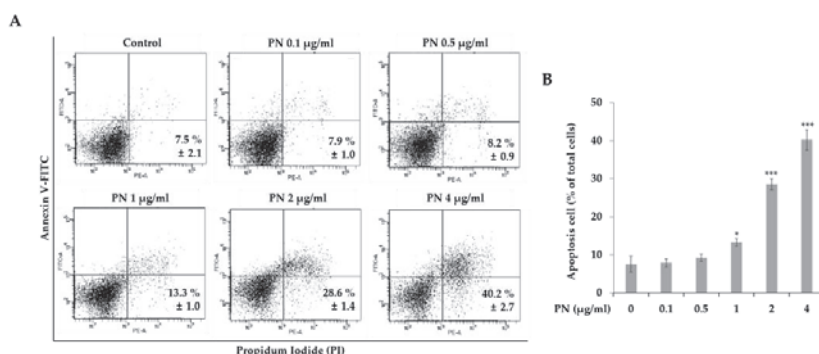 A
Control
PN 0.1 µg/ml
PN 0.5 µg/ml
7.5 %
± 2.1
7.9 %
± 1.0
8.2 %
± 0.9
PN 1 µg/ml
PN 2 µg/ml
PN 4 µg/ml
13.3 %
± 1.0
28.6 %
± 1.4
40.2 %
± 2.7
Annexin V-FITC
Propidum Iodide (PI)
B
Apoptosis cell (% of total cells)
50
40
30
20
10
0
*
***
***
PN (µg/ml) 0 0.1 0.5 1 2 4